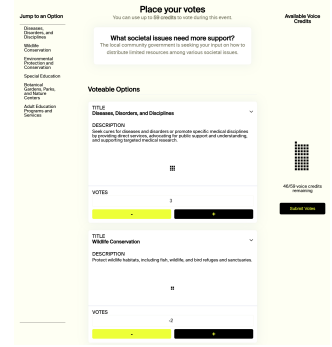 Jump to an Option
Diseases,
Disorders, and
Disciplines
Wildlife
Conservation
Environmental
Protection and
Conservation
Special Education
Botanical
Gardens, Parks,
and Nature
Centers
Adult Education
Programs and
Services
Place your votes
You can use up to 59 credits to vote during this event.
What societal issues need more support?
The local community government is seeking your input on how to
distribute limited resources among various societal issues.
Voteable Options
TITLE
Diseases, Disorders, and Disciplines
DESCRIPTION
Seek cures for diseases and disorders or promote specific medical disciplines
by providing direct services, advocating for public support and understanding,
and supporting targeted medical research.
VOTES
3
- +
TITLE
Wildlife Conservation
DESCRIPTION
Protect wildlife habitats, including fish, wildlife, and bird refuges and sanctuaries.
VOTES
-2
- +
Available Voice
Credits
46/59 voice credits
remaining
Submit Votes